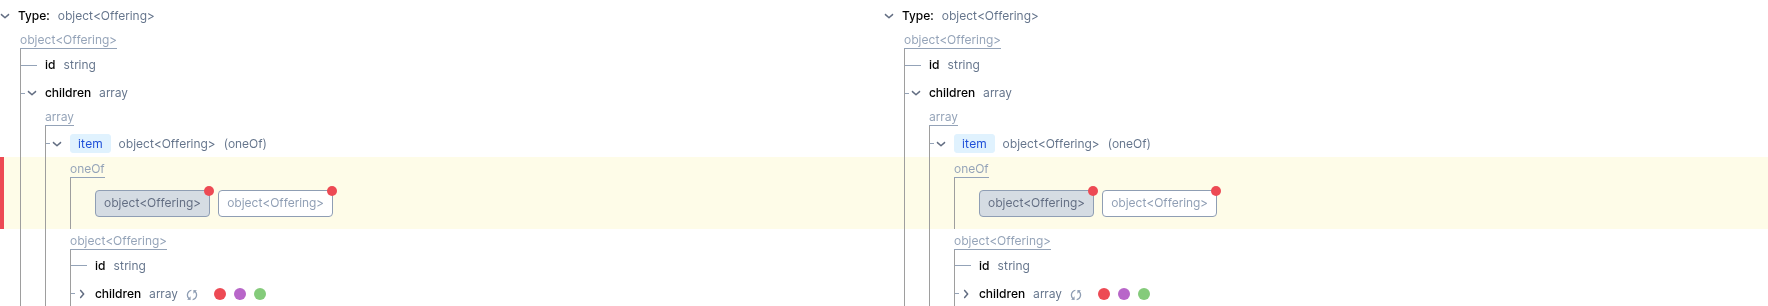 Type: object<Offering>
object<Offering>
id string
children array
array
item object<Offering> (oneOf)
oneOf
object<Offering> object<Offering>
object<Offering>
id string
children array
Type: object<Offering>
object<Offering>
id string
children array
array
item object<Offering> (oneOf)
oneOf
object<Offering> object<Offering>
object<Offering>
id string
children array